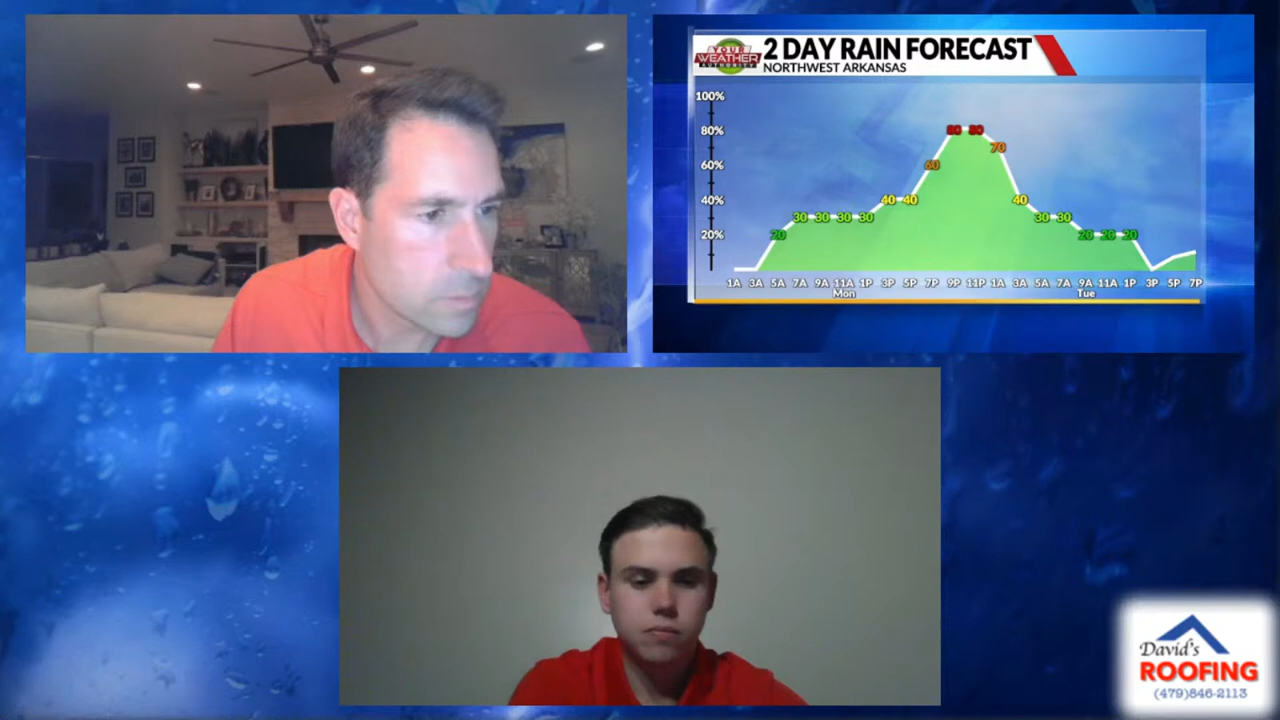 YOUR
WEATHER
AUTHORITY
2 DAY RAIN FORECAST
NORTHWEST ARKANSAS
100%
80%
60%
40%
20%
20 30 30 30 30 40 40 60 80 80 70 40 30 30 20 20 20
1A 3A 5A 7A 9A 11A 1P 3P 5P 7P 9P 11P 1A 3A 5A 7A 9A 11A 1P 3P 5P 7P
Mon Tue
David's
ROOFING
(479)846-2113